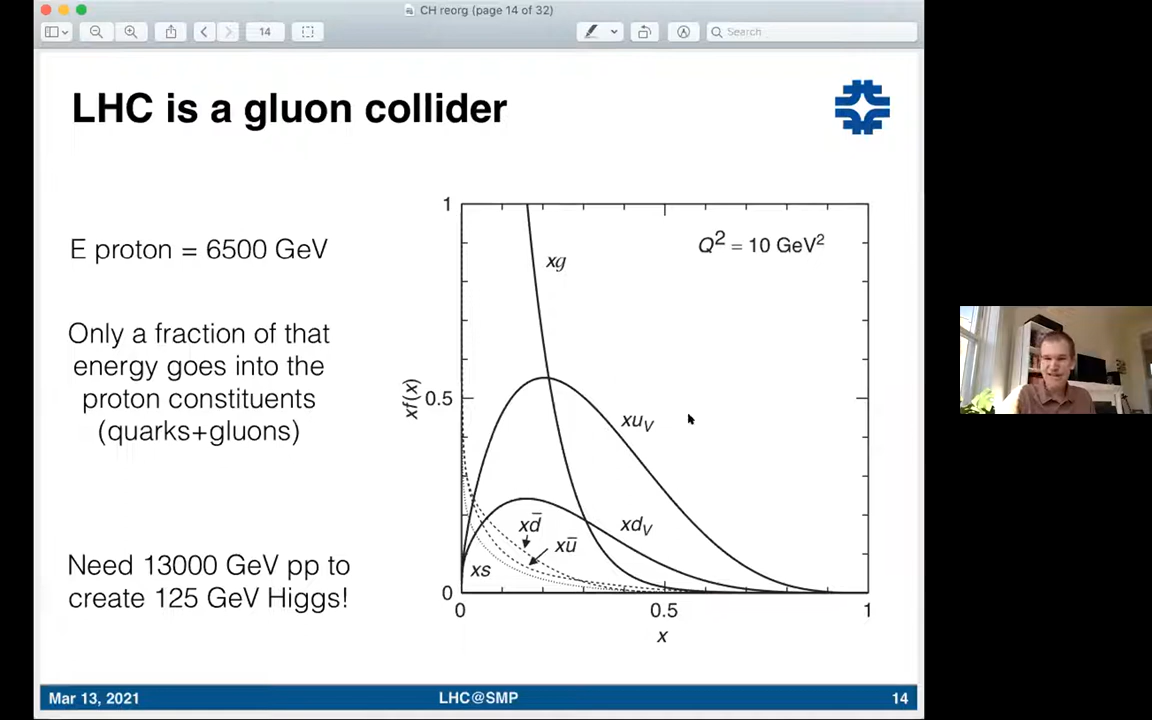 CH reorg (page 14 of 32)
14
Search
LHC is a gluon collider
E proton = 6500 GeV
Only a fraction of that
energy goes into the
proton constituents
(quarks+gluons)
Need 13000 GeV pp to
create 125 GeV Higgs!
1
Q² = 10 GeV²
xg
xf(x)
0.5
xu_V
xd_V
xd̄
xū
xs
0
0
0.5
1
x
Mar 13, 2021
LHC@SMP
14